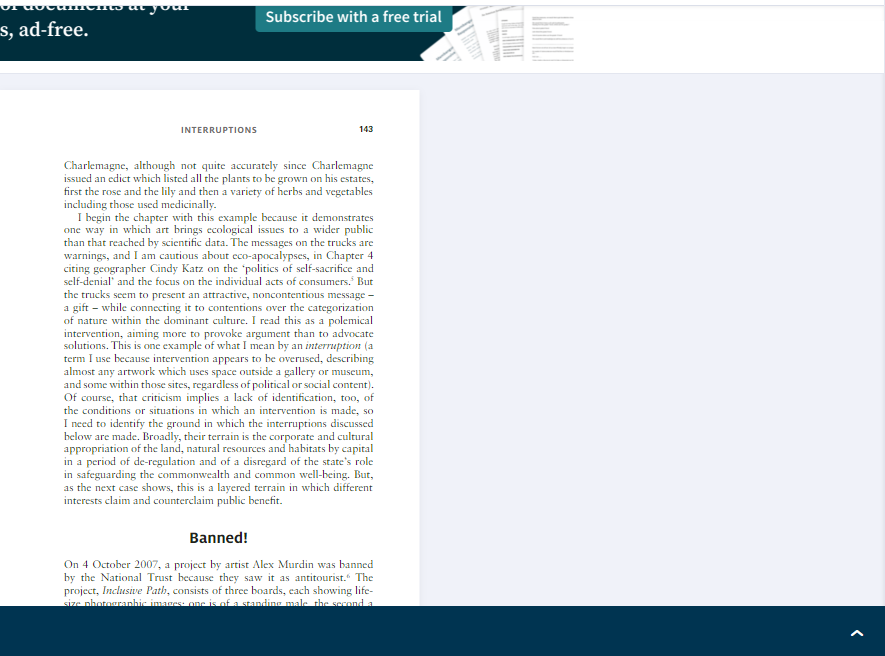 of documents at your
Subscribe with a free trial
s, ad-free.
INTERRUPTIONS 143
Charlemagne, although not quite accurately since Charlemagne
issued an edict which listed all the plants to be grown on his estates,
first the rose and the lily and then a variety of herbs and vegetables
including those used medicinally.
I begin the chapter with this example because it demonstrates
one way in which art brings ecological issues to a wider public
than that reached by scientific data. The messages on the trucks are
warnings, and I am cautious about eco-apocalypses, in Chapter 4
citing geographer Cindy Katz on the ‘politics of self-sacrifice and
self-denial’ and the focus on the individual acts of consumers.⁵ But
the trucks seem to present an attractive, noncontentious message –
a gift – while connecting it to contentions over the categorization
of nature within the dominant culture. I read this as a polemical
intervention, aiming more to provoke argument than to advocate
solutions. This is one example of what I mean by an interruption (a
term I use because intervention appears to be overused, describing
almost any artwork which uses space outside a gallery or museum,
and some within those sites, regardless of political or social content).
Of course, that criticism implies a lack of identification, too, of
the conditions or situations in which an intervention is made, so
I need to identify the ground in which the interruptions discussed
below are made. Broadly, their terrain is the corporate and cultural
appropriation of the land, natural resources and habitats by capital
in a period of de-regulation and of a disregard of the state’s role
in safeguarding the commonwealth and common well-being. But,
as the next case shows, this is a layered terrain in which different
interests claim and counterclaim public benefit.
Banned!
On 4 October 2007, a project by artist Alex Murdin was banned
by the National Trust because they saw it as antitourist.⁶ The
project, Inclusive Path, consists of three boards, each showing life-
size photographic images: one is of a standing male, the second a